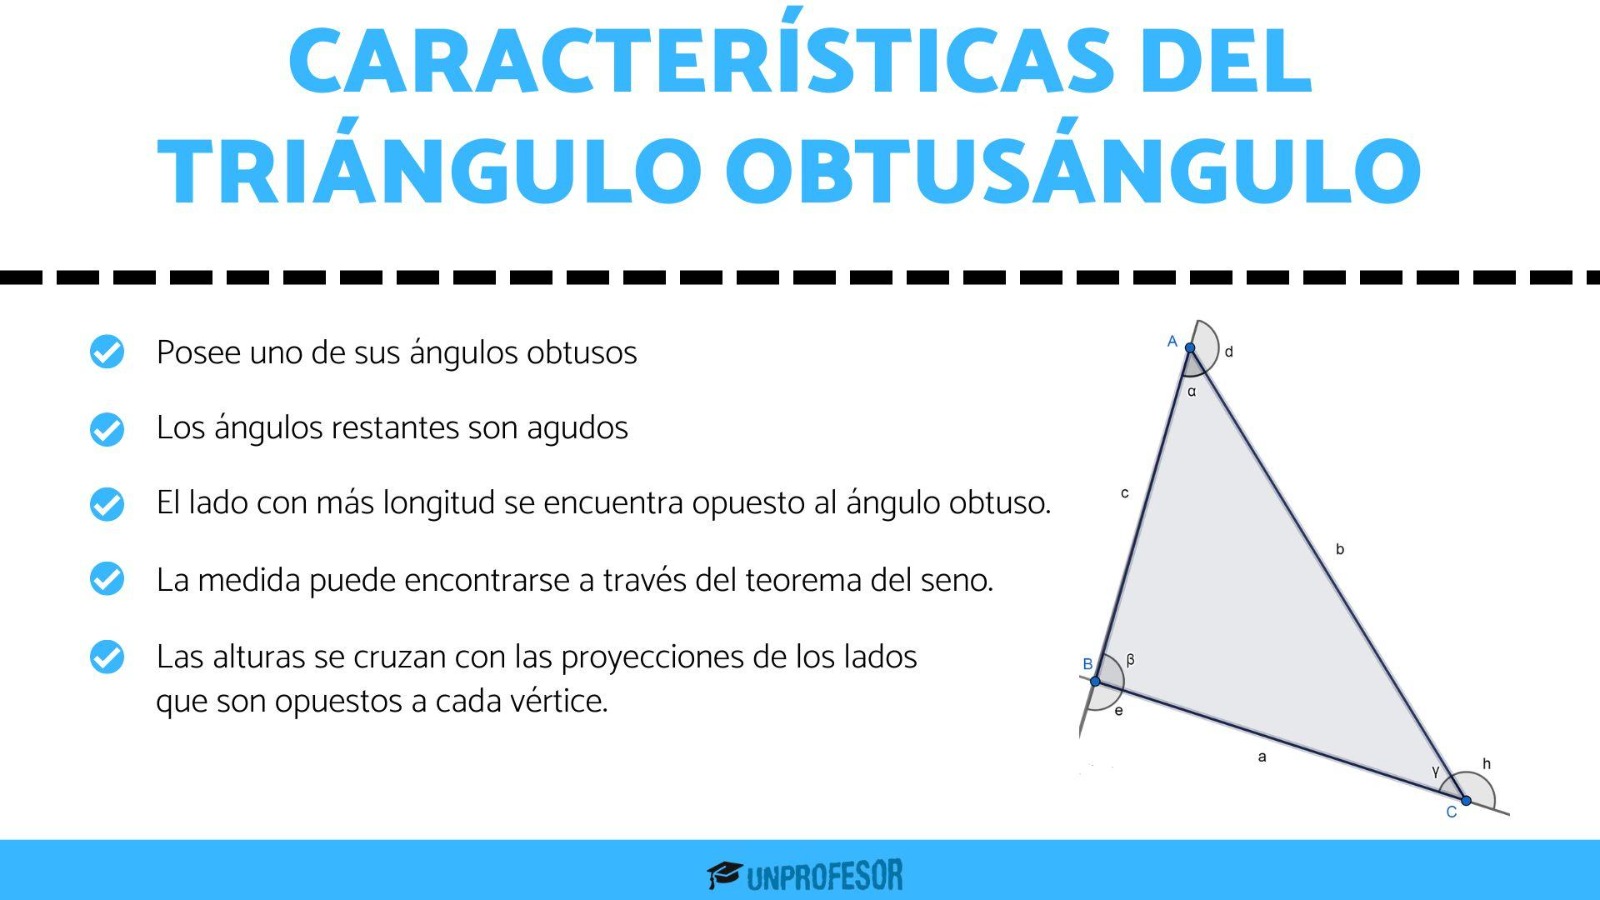 CARACTERÍSTICAS DEL
TRIÁNGULO OBTUSÁNGULO
Posee uno de sus ángulos obtusos
Los ángulos restantes son agudos
El lado con más longitud se encuentra opuesto al ángulo obtuso.
La medida puede encontrarse a través del teorema del seno.
Las alturas se cruzan con las proyecciones de los lados
que son opuestos a cada vértice.
A
d
α
c
b
B
β
e
a
γ
h
C
UNPROFESOR